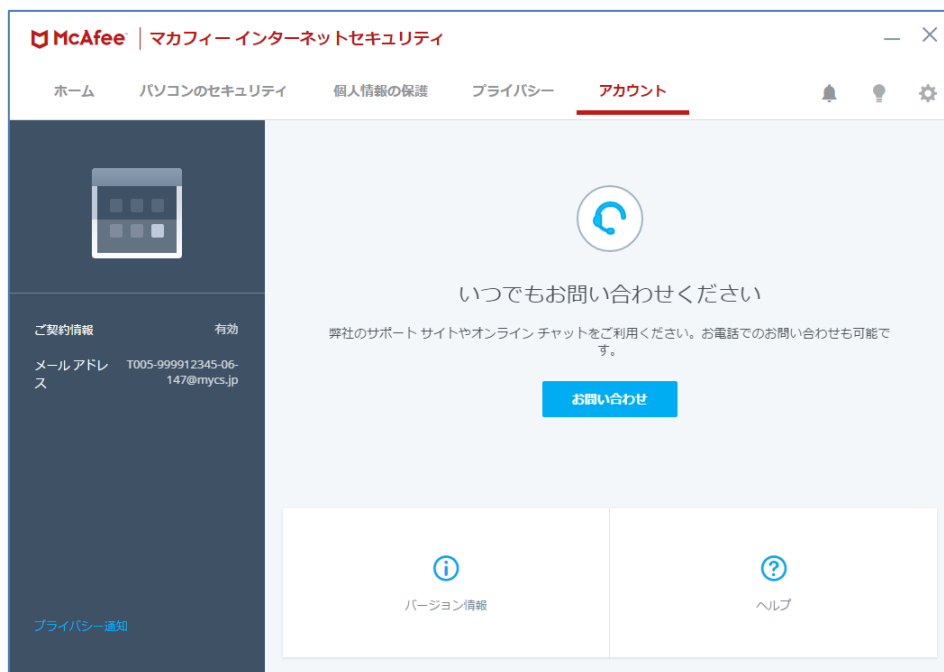 McAfee マカフィー インターネットセキュリティ
ホーム パソコンのセキュリティ 個人情報の保護 プライバシー アカウント
いつでもお問い合わせください
弊社のサポート サイトやオンライン チャットをご利用ください。お電話でのお問い合わせも可能で
す。
お問い合わせ
ご契約情報 有効
メール アドレ T005-999912345-06-
ス 147@mycs.jp
バージョン情報 ヘルプ
プライバシー通知